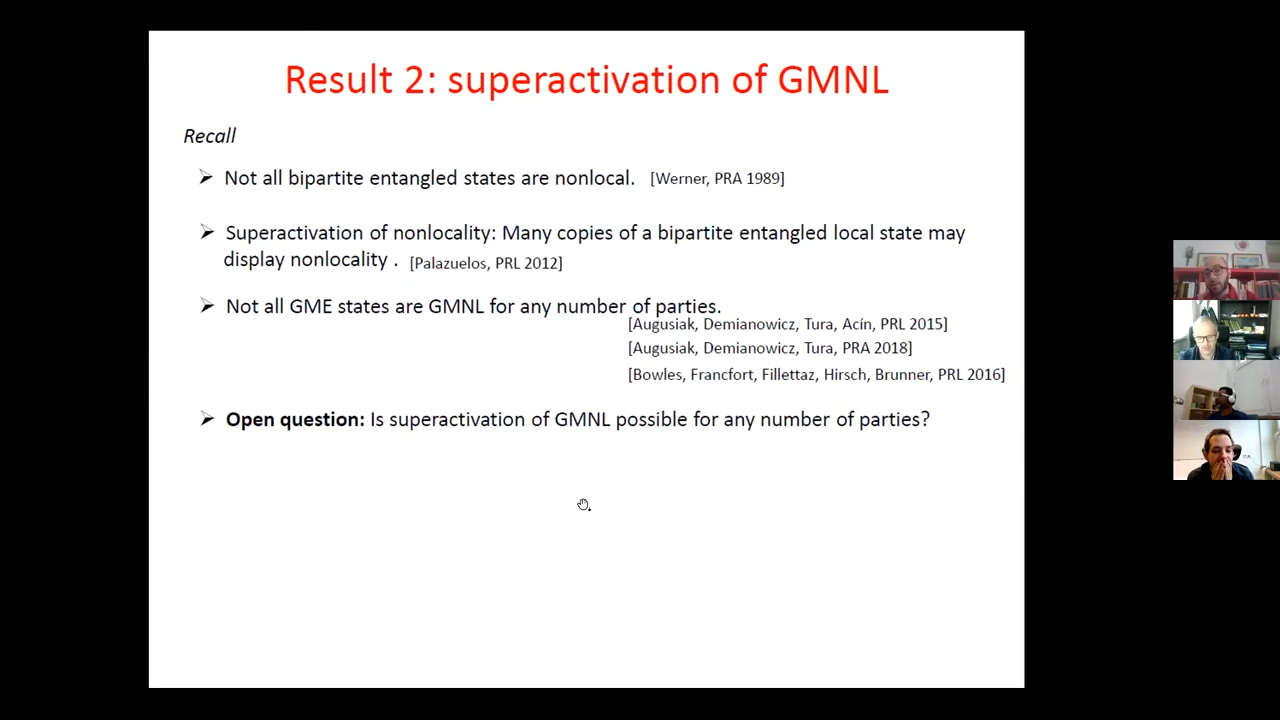 Result 2: superactivation of GMNL
Recall
➢ Not all bipartite entangled states are nonlocal. [Werner, PRA 1989]
➢ Superactivation of nonlocality: Many copies of a bipartite entangled local state may
display nonlocality . [Palazuelos, PRL 2012]
➢ Not all GME states are GMNL for any number of parties.
[Augusiak, Demianowicz, Tura, Acín, PRL 2015]
[Augusiak, Demianowicz, Tura, PRA 2018]
[Bowles, Francfort, Fillettaz, Hirsch, Brunner, PRL 2016]
➢ Open question: Is superactivation of GMNL possible for any number of parties?